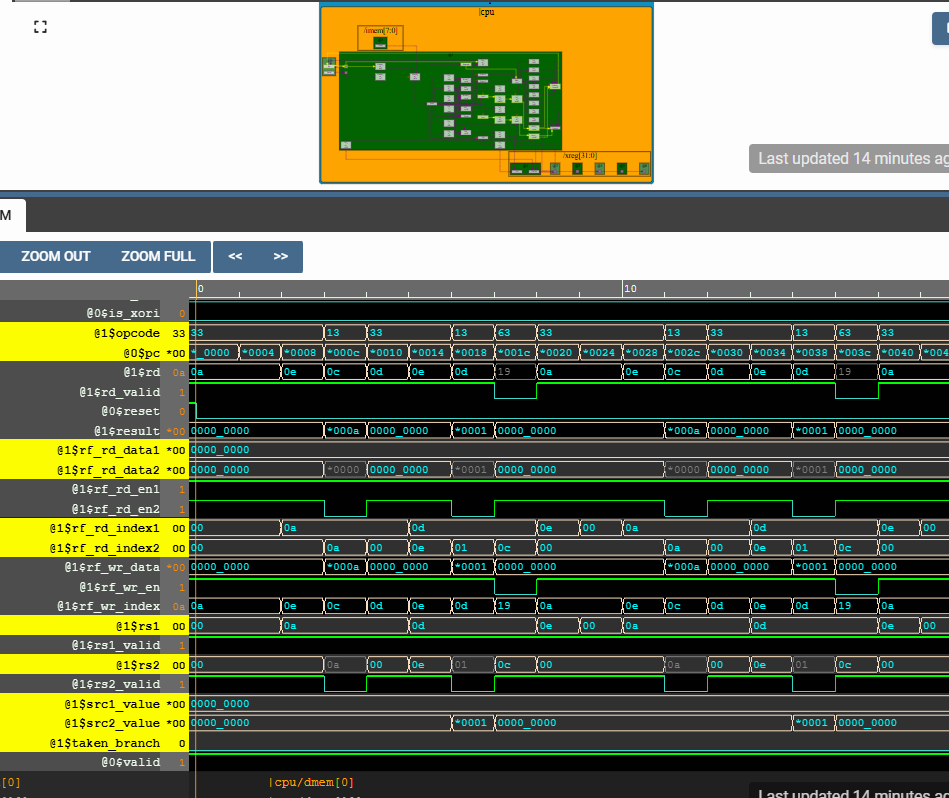 |cpu
/imem[7:0]
/xreg[31:0]
Last updated 14 minutes ag
M
ZOOM OUT ZOOM FULL << >>
0 10
@0$is_xori 0
@1$opcode 33 33 13 33 13 63 33 13 33 13 63 33
@0$pc *00 *_0000 *0004 *0008 *000c *0010 *0014 *0018 *001c *0020 *0024 *0028 *002c *0030 *0034 *0038 *003c *0040 *004
@1$rd 0a 0a 0e 0c 0d 0e 0d 19 0a 0e 0c 0d 0e 0d 19 0a
@1$rd_valid 1
@0$reset 0
@1$result *00 0000_0000 *000a 0000_0000 *0001 0000_0000 *000a 0000_0000 *0001 0000_0000
@1$rf_rd_data1 *00 0000_0000
@1$rf_rd_data2 *00 0000_0000 *0000 0000_0000 *0001 0000_0000 *0000 0000_0000 *0001 0000_0000
@1$rf_rd_en1 1
@1$rf_rd_en2 1
@1$rf_rd_index1 00 00 0a 0d 0e 00 0a 0d 0e 00
@1$rf_rd_index2 00 00 0a 00 0e 01 0c 00 0a 00 0e 01 0c 00
@1$rf_wr_data *00 0000_0000 *000a 0000_0000 *0001 0000_0000 *000a 0000_0000 *0001 0000_0000
@1$rf_wr_en 1
@1$rf_wr_index 0a 0a 0e 0c 0d 0e 0d 19 0a 0e 0c 0d 0e 0d 19 0a
@1$rs1 00 00 0a 0d 0e 00 0a 0d 0e 00
@1$rs1_valid 1
@1$rs2 00 00 0a 00 0e 01 0c 00 0a 00 0e 01 0c 00
@1$rs2_valid 1
@1$src1_value *00 0000_0000
@1$src2_value *00 0000_0000 *0001 0000_0000 *0001 0000_0000
@1$taken_branch 0
@0$valid 1
[0] |cpu/dmem[0]
Last updated 14 minutes ag